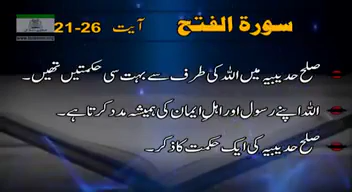 سورة الفتح آیت 26-21
صلح حدیبیہ میں اللہ کی طرف سے بہت سی حکمتیں تھیں۔
اللہ اپنے رسول اور اہلِ ایمان کی ہمیشہ مدد کرتا ہے۔
صلح حدیبیہ کی ایک حکمت کا ذکر۔